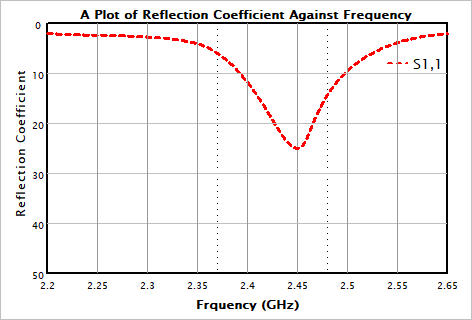 A Plot of Reflection Coefficient Against Frequency
0
10
20
30
40
50
Reflection Coefficient
S1,1
2.2 2.25 2.3 2.35 2.4 2.45 2.5 2.55 2.6 2.65
Frquency (GHz)